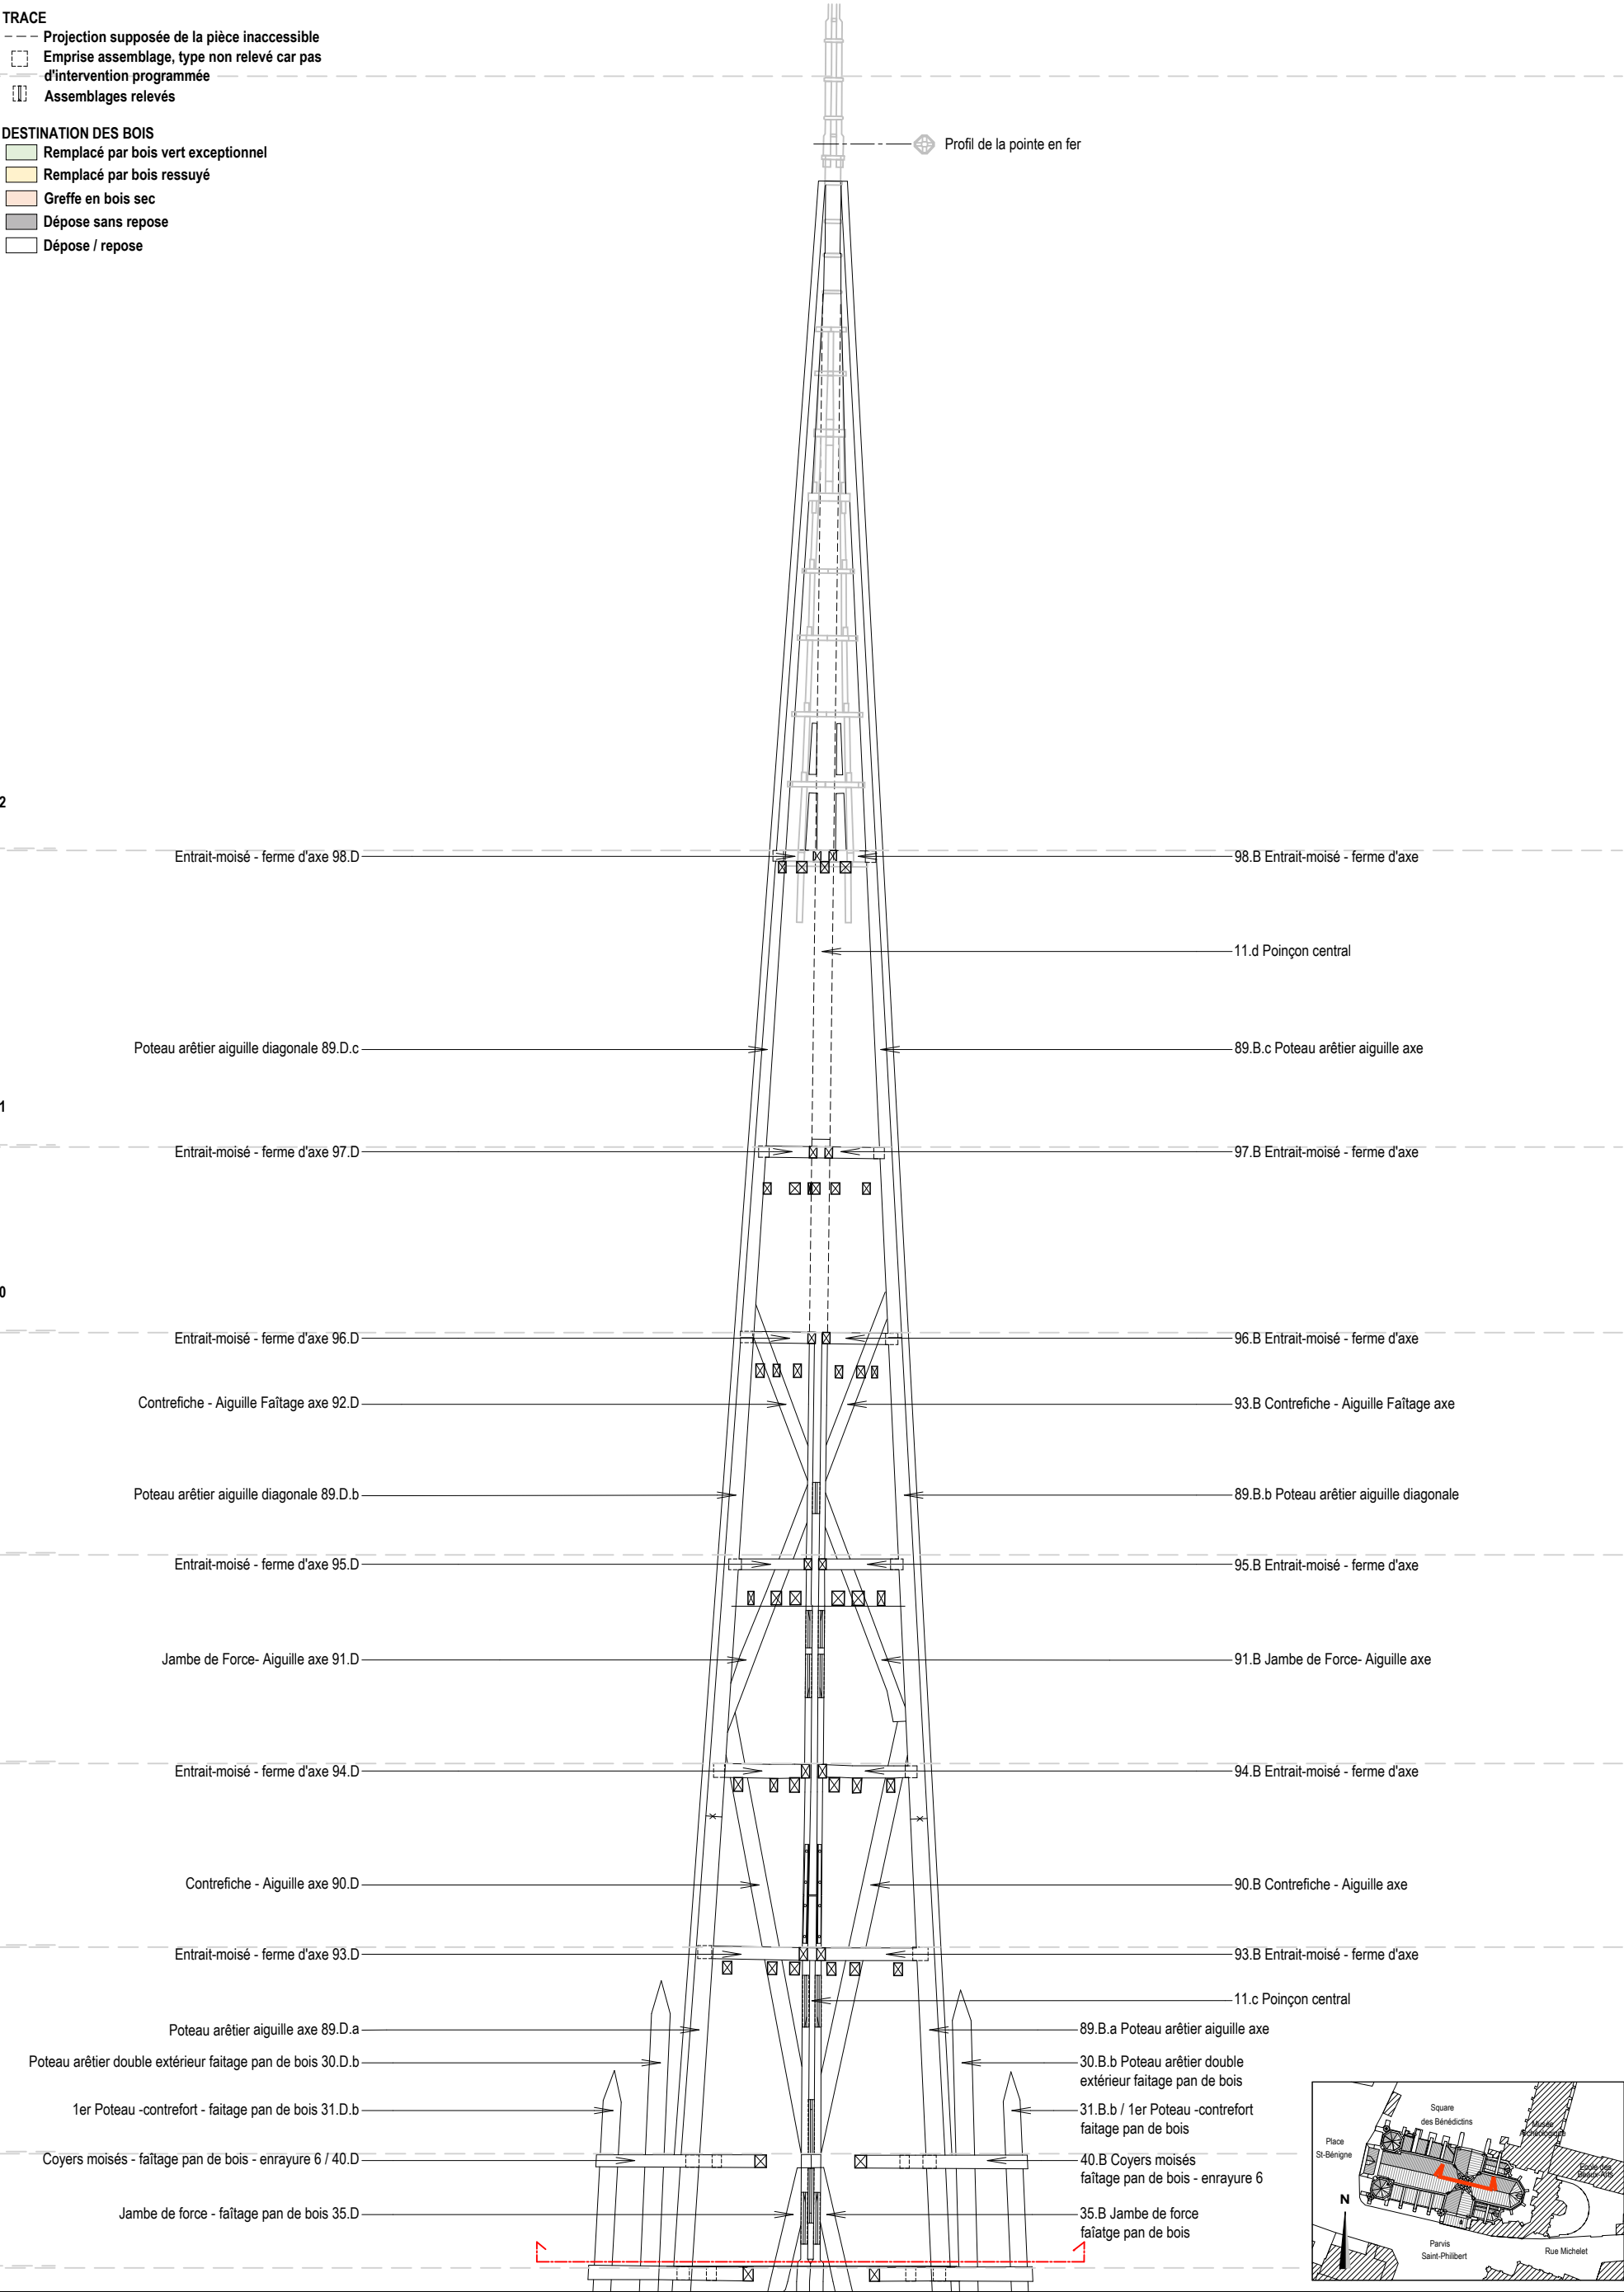 TRACE
Projection supposée de la pièce inaccessible
Emprise assemblage, type non relevé car pas
d'intervention programmée
Assemblages relevés
DESTINATION DES BOIS
Remplacé par bois vert exceptionnel
Remplacé par bois ressuyé
Greffe en bois sec
Dépose sans repose
Dépose / repose
Profil de la pointe en fer
2
Entrait-moisé - ferme d'axe 98.D
98.B Entrait-moisé - ferme d'axe
11.d Poinçon central
Poteau arêtier aiguille diagonale 89.D.c
89.B.c Poteau arêtier aiguille axe
1
Entrait-moisé - ferme d'axe 97.D
97.B Entrait-moisé - ferme d'axe
0
Entrait-moisé - ferme d'axe 96.D
96.B Entrait-moisé - ferme d'axe
Contrefiche - Aiguille Faîtage axe 92.D
93.B Contrefiche - Aiguille Faîtage axe
Poteau arêtier aiguille diagonale 89.D.b
89.B.b Poteau arêtier aiguille diagonale
Entrait-moisé - ferme d'axe 95.D
95.B Entrait-moisé - ferme d'axe
Jambe de Force- Aiguille axe 91.D
91.B Jambe de Force- Aiguille axe
Entrait-moisé - ferme d'axe 94.D
94.B Entrait-moisé - ferme d'axe
Contrefiche - Aiguille axe 90.D
90.B Contrefiche - Aiguille axe
Entrait-moisé - ferme d'axe 93.D
93.B Entrait-moisé - ferme d'axe
11.c Poinçon central
Poteau arêtier aiguille axe 89.D.a
89.B.a Poteau arêtier aiguille axe
Poteau arêtier double extérieur faitage pan de bois 30.D.b
30.B.b Poteau arêtier double
extérieur faitage pan de bois
1er Poteau -contrefort - faitage pan de bois 31.D.b
31.B.b / 1er Poteau -contrefort
faitage pan de bois
Coyers moisés - faîtage pan de bois - enrayure 6 / 40.D
40.B Coyers moisés
faîtage pan de bois - enrayure 6
Jambe de force - faîtage pan de bois 35.D
35.B Jambe de force
faîatge pan de bois
Square
des Bénédictins
Musée
Archéologique
Place
St-Bénigne
Ecole des
Beaux-Arts
N
Parvis
Saint-Philibert
Rue Michelet